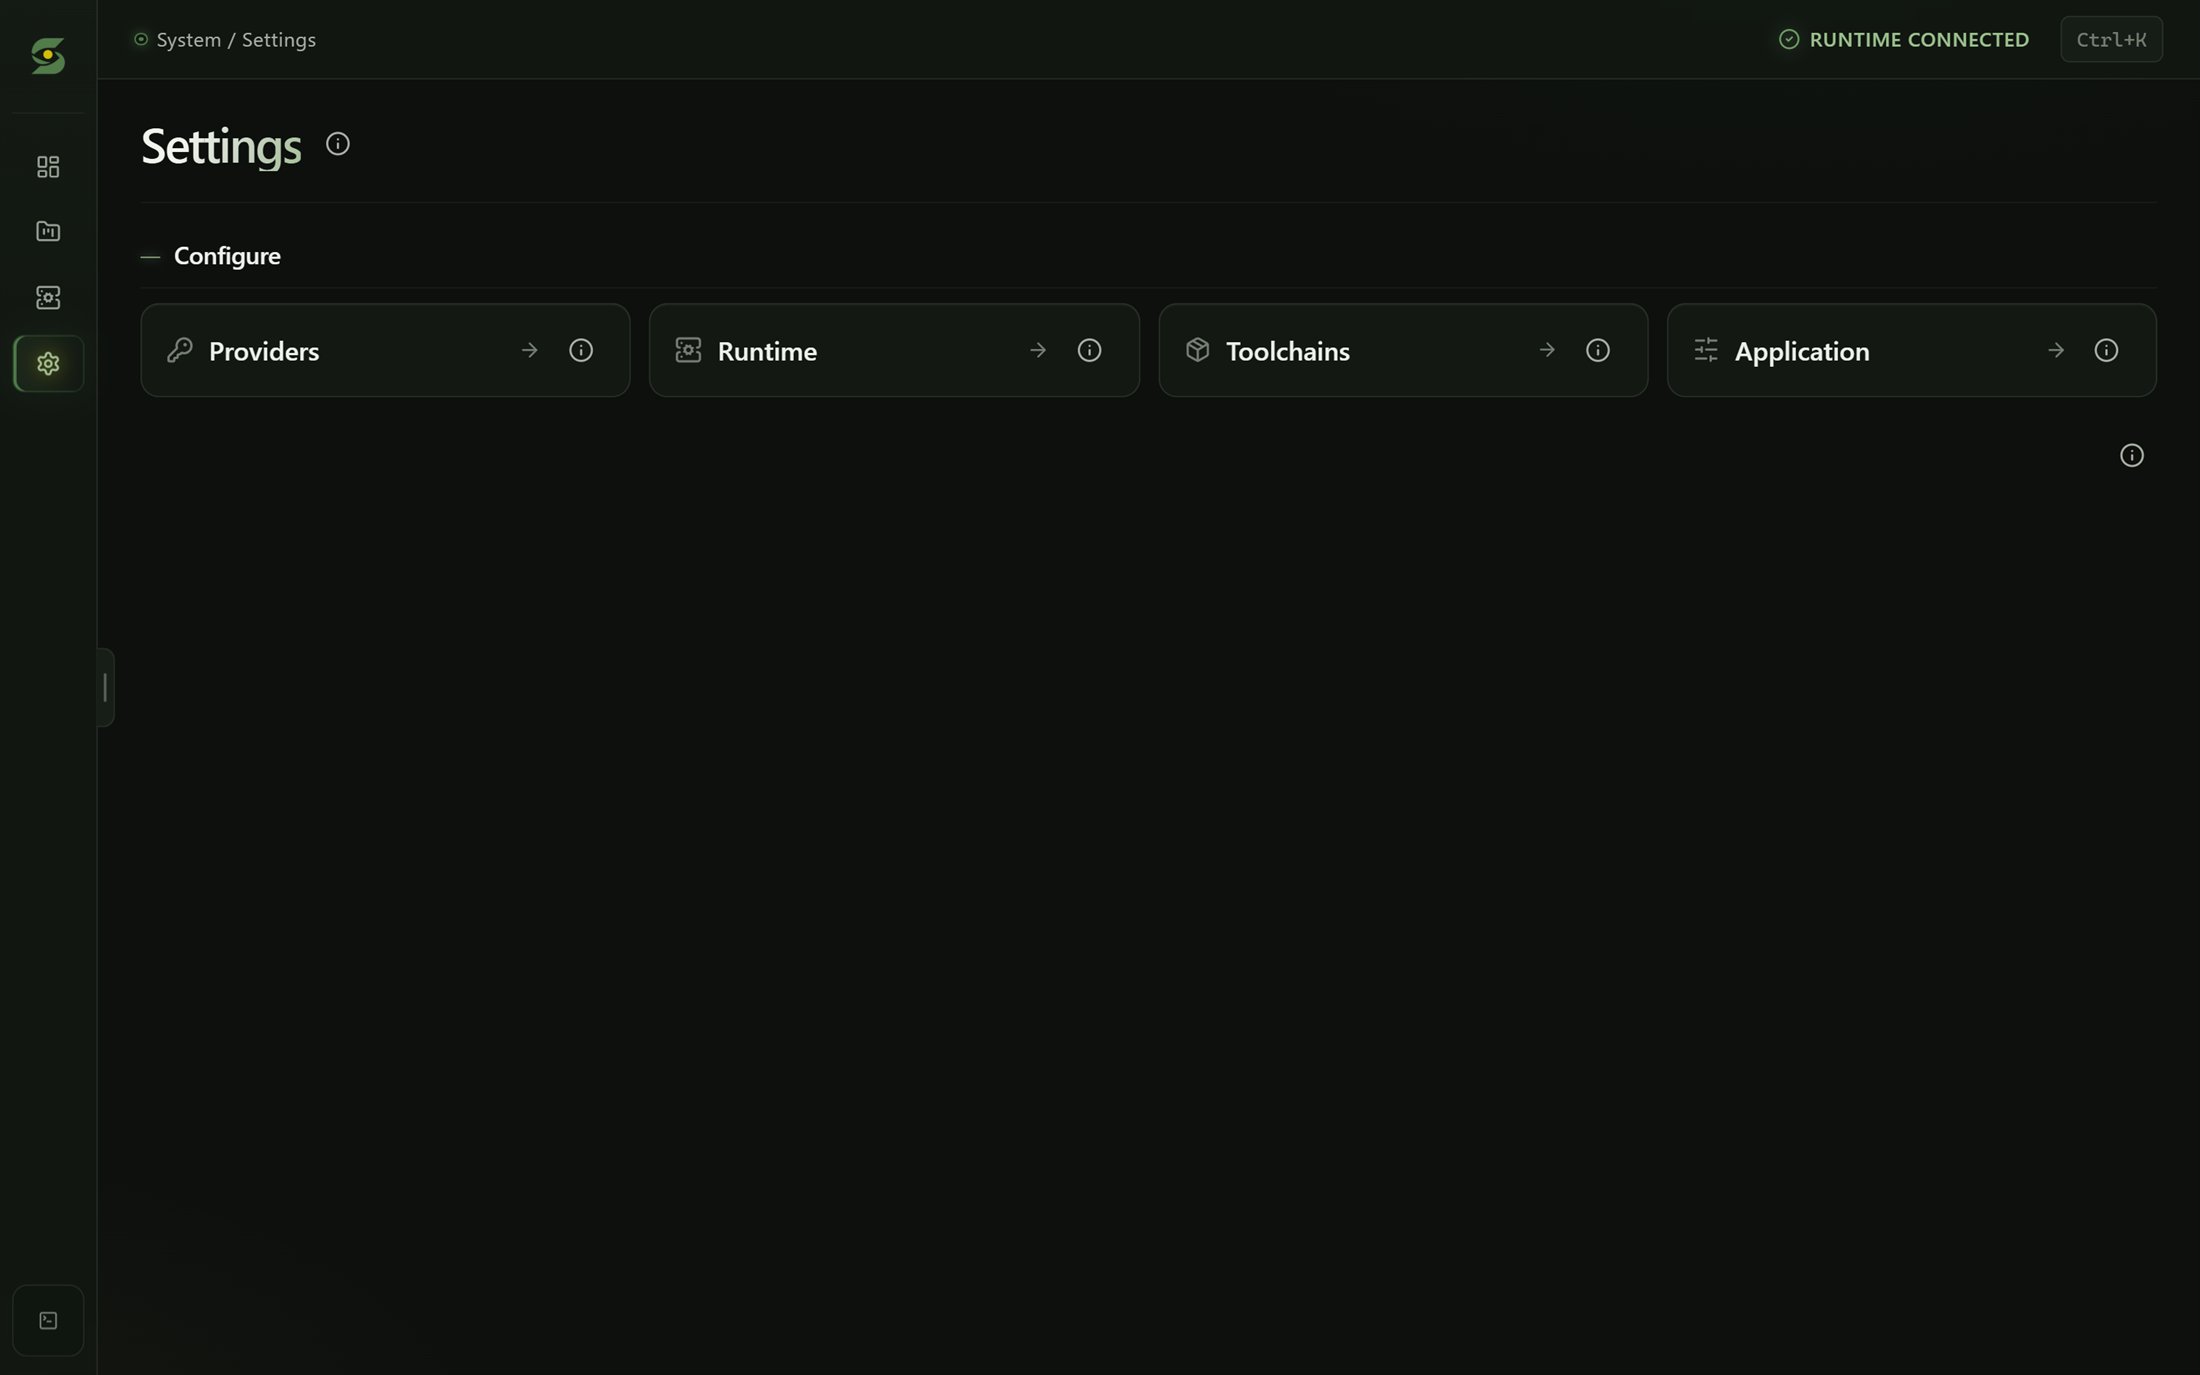 System / Settings
RUNTIME CONNECTED
Ctrl+K
Settings
Configure
Providers
Runtime
Toolchains
Application